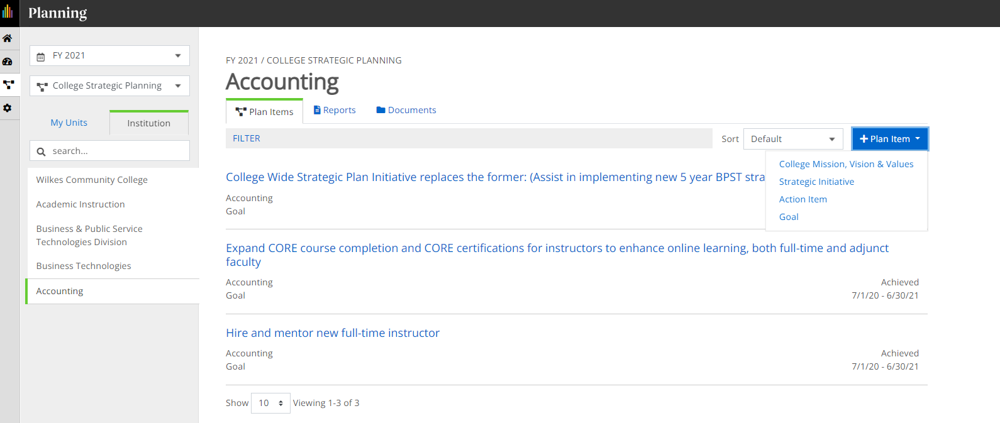 Planning
FY 2021
College Strategic Planning
My Units
Institution
search...
Wilkes Community College
Academic Instruction
Business & Public Service
Technologies Division
Business Technologies
Accounting
FY 2021 / COLLEGE STRATEGIC PLANNING
Accounting
Plan Items
Reports
Documents
FILTER
Sort
Default
Plan Item
College Mission, Vision & Values
Strategic Initiative
Action Item
Goal
College Wide Strategic Plan Initiative replaces the former: (Assist in implementing new 5 year BPST stra
Accounting
Goal
Expand CORE course completion and CORE certifications for instructors to enhance online learning, both full-time and adjunct
faculty
Accounting
Goal
Achieved
7/1/20 - 6/30/21
Hire and mentor new full-time instructor
Accounting
Goal
Achieved
7/1/20 - 6/30/21
Show 10 Viewing 1-3 of 3